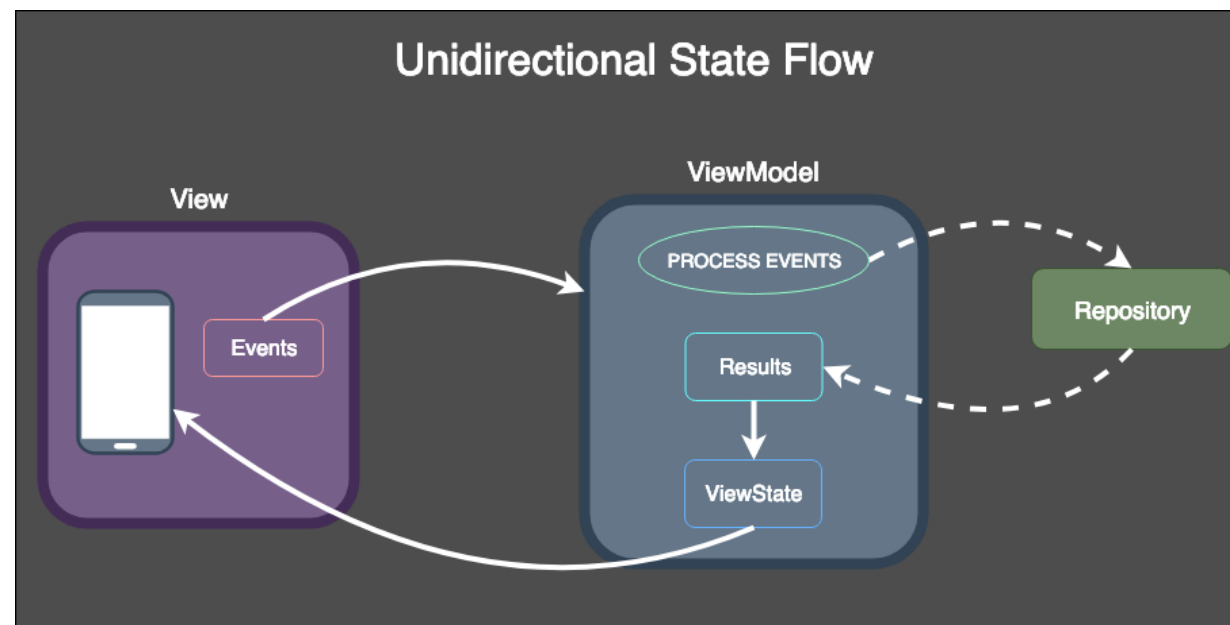 Unidirectional State Flow
View
ViewModel
PROCESS EVENTS
Events
Results
ViewState
Repository